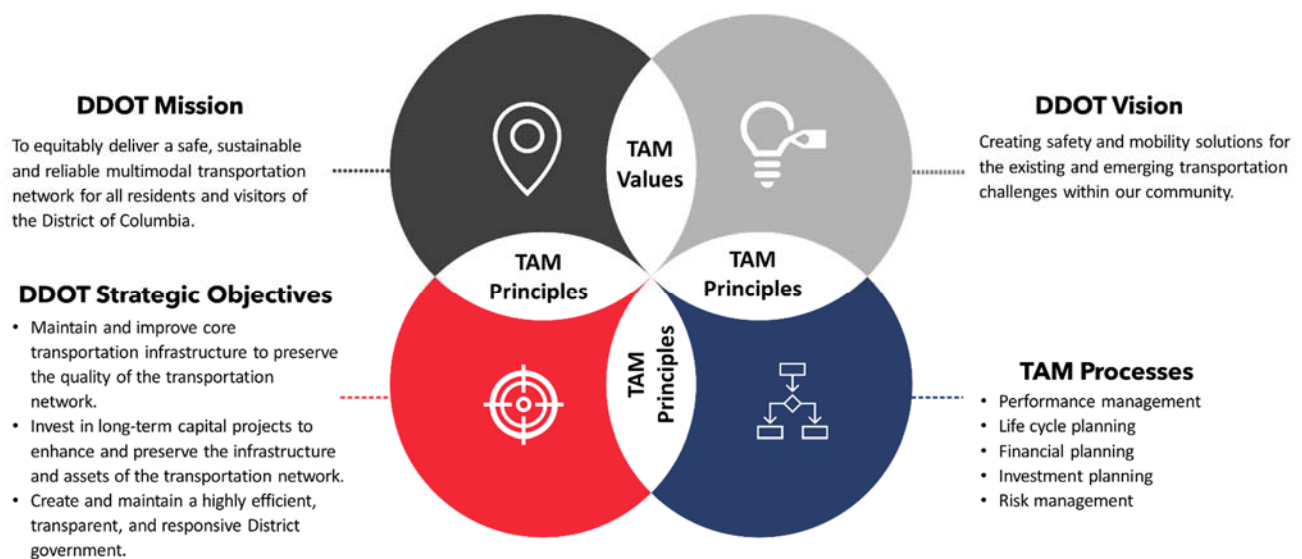 DDOT Mission
To equitably deliver a safe, sustainable
and reliable multimodal transportation
network for all residents and visitors of
the District of Columbia.
DDOT Strategic Objectives
• Maintain and improve core
transportation infrastructure to preserve
the quality of the transportation
network.
• Invest in long-term capital projects to
enhance and preserve the infrastructure
and assets of the transportation network.
• Create and maintain a highly efficient,
transparent, and responsive District
government.
TAM
Values
TAM
Principles
TAM
Principles
TAM
Principles
DDOT Vision
Creating safety and mobility solutions for
the existing and emerging transportation
challenges within our community.
TAM Processes
• Performance management
• Life cycle planning
• Financial planning
• Investment planning
• Risk management